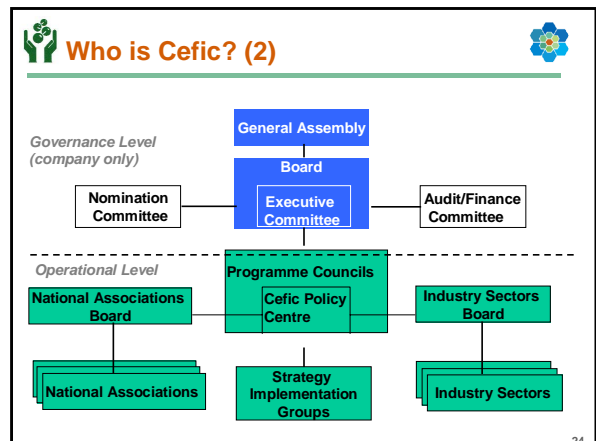 Who is Cefic? (2)
General Assembly
Governance Level
(company only)
Board
Nomination
Committee
Executive
Committee
Audit/Finance
Committee
Operational Level
Programme Councils
National Associations
Board
Cefic Policy
Centre
Industry Sectors
Board
National Associations
Strategy
Implementation
Groups
Industry Sectors
24